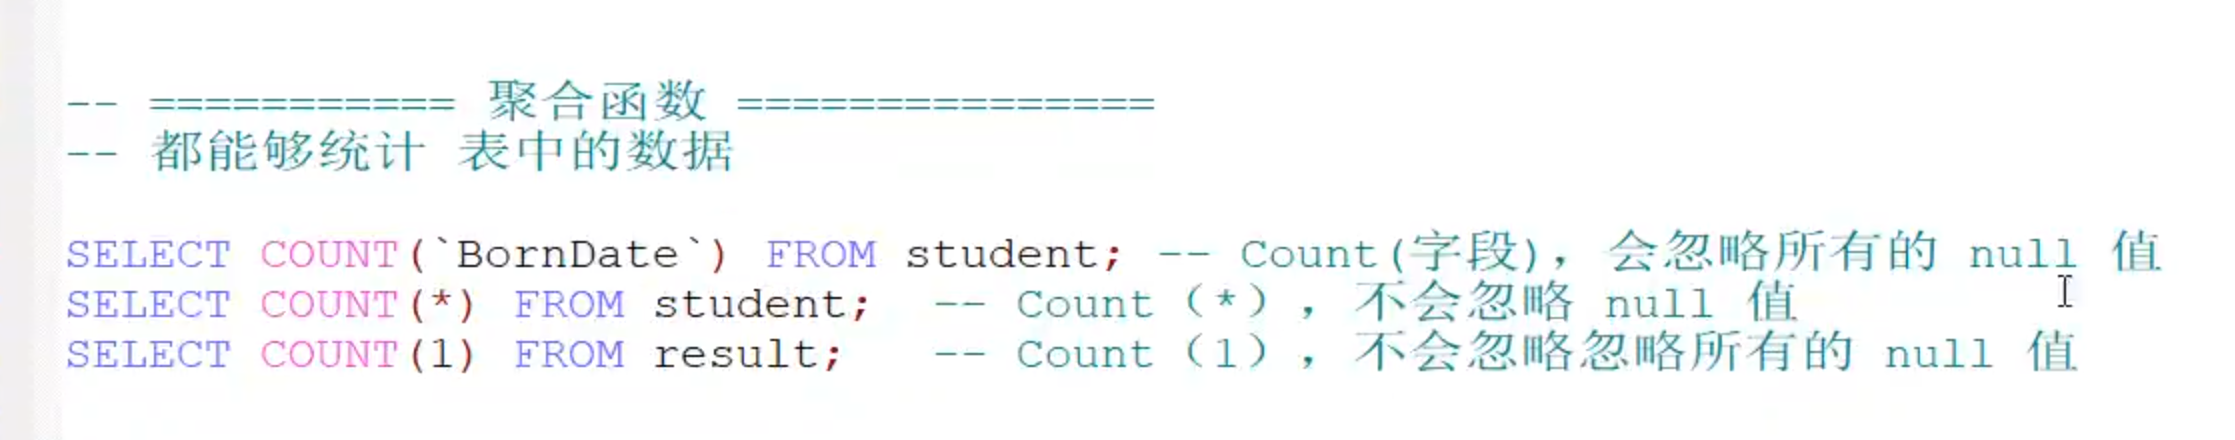 -- =========== 聚合函数 ===============
-- 都能够统计 表中的数据
SELECT COUNT(`BornDate`) FROM student; -- Count(字段)，会忽略所有的 null 值
SELECT COUNT(*) FROM student;  -- Count（*），不会忽略 null 值
SELECT COUNT(1) FROM result;   -- Count（1），不会忽略忽略所有的 null 值